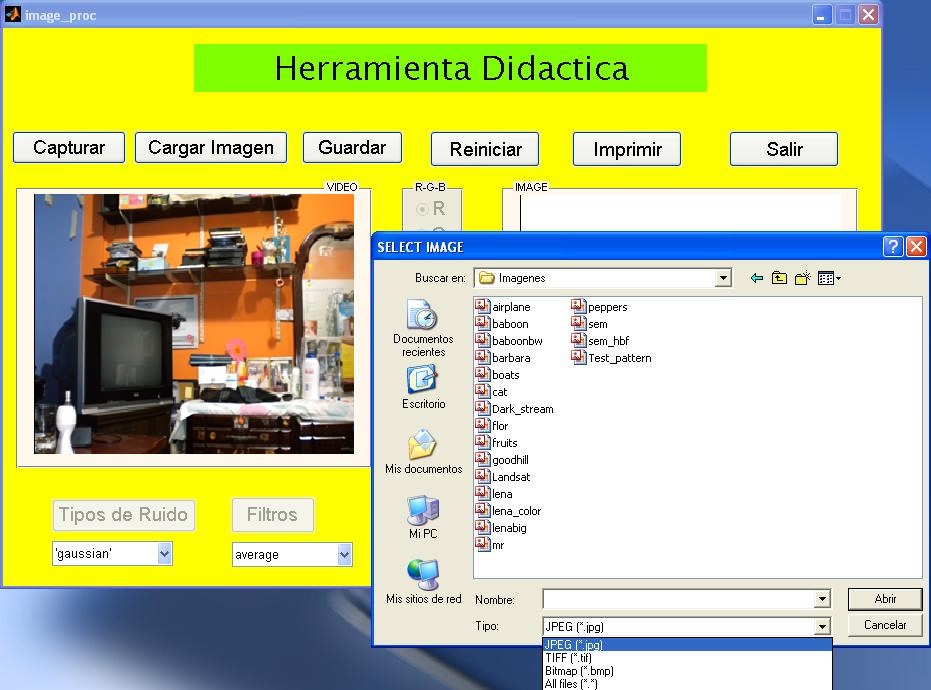 image_proc
Herramienta Didactica
Capturar
Cargar Imagen
Guardar
Reiniciar
Imprimir
Salir
VIDEO
R-G-B
R
IMAGE
SELECT IMAGE
Buscar en:
Imagenes
Documentos
recientes
Escritorio
Mis documentos
Mi PC
Mis sitios de red
airplane
baboon
baboonbw
barbara
boats
cat
Dark_stream
flor
fruits
goodhill
Landsat
lena
lena_color
lenabig
mr
peppers
sem
sem_hbf
Test_pattern
Tipos de Ruido
Filtros
'gaussian'
average
Nombre:
Abrir
Tipo:
JPEG (*.jpg)
Cancelar
JPEG (*.jpg)
TIFF (*.tif)
Bitmap (*.bmp)
All files (*.*)